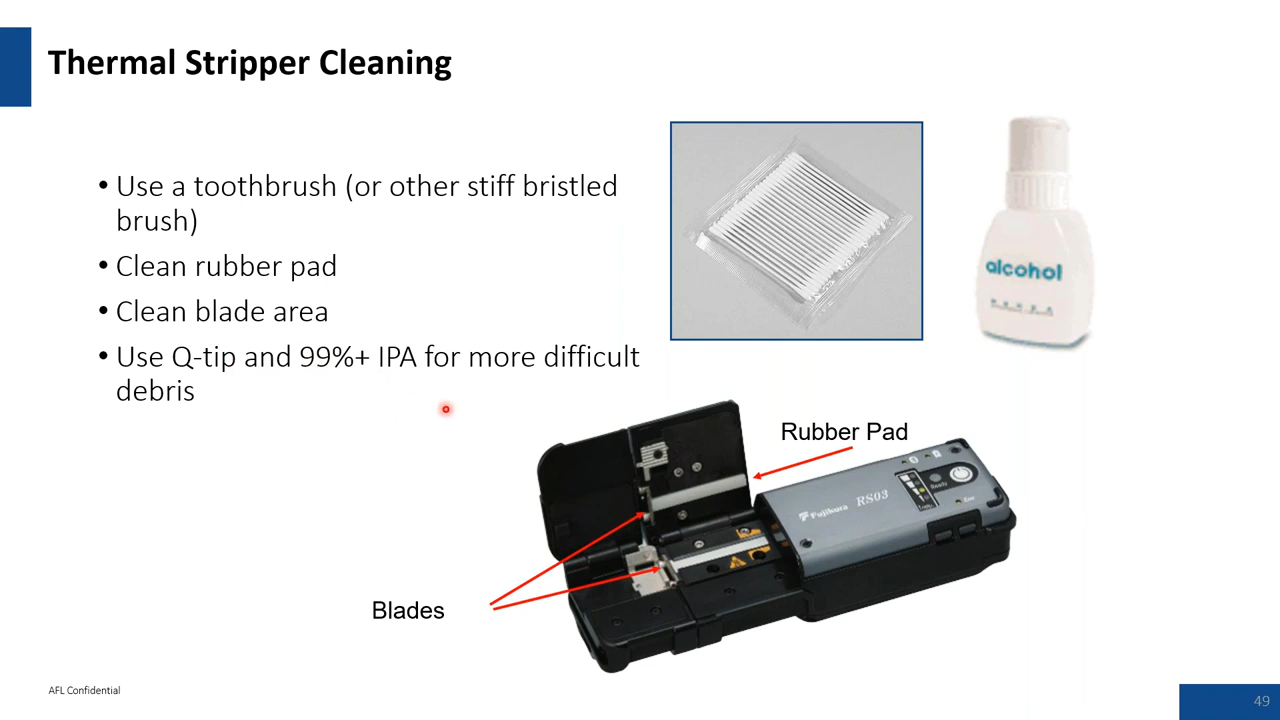 Thermal Stripper Cleaning
• Use a toothbrush (or other stiff bristled
brush)
• Clean rubber pad
• Clean blade area
• Use Q-tip and 99%+ IPA for more difficult
debris
alcohol
Rubber Pad
Fujikura RS03
Ready
Blades
AFL Confidential
49